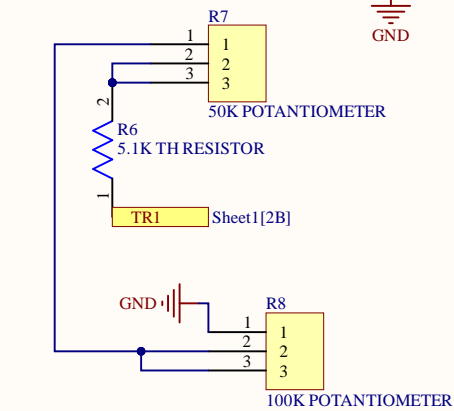 R7
GND
1 1
2 2
3 3
50K POTANTIOMETER
2
R6
5.1K TH RESISTOR
1
TR1 Sheet1[2B]
GND
R8
1 1
2 2
3 3
100K POTANTIOMETER